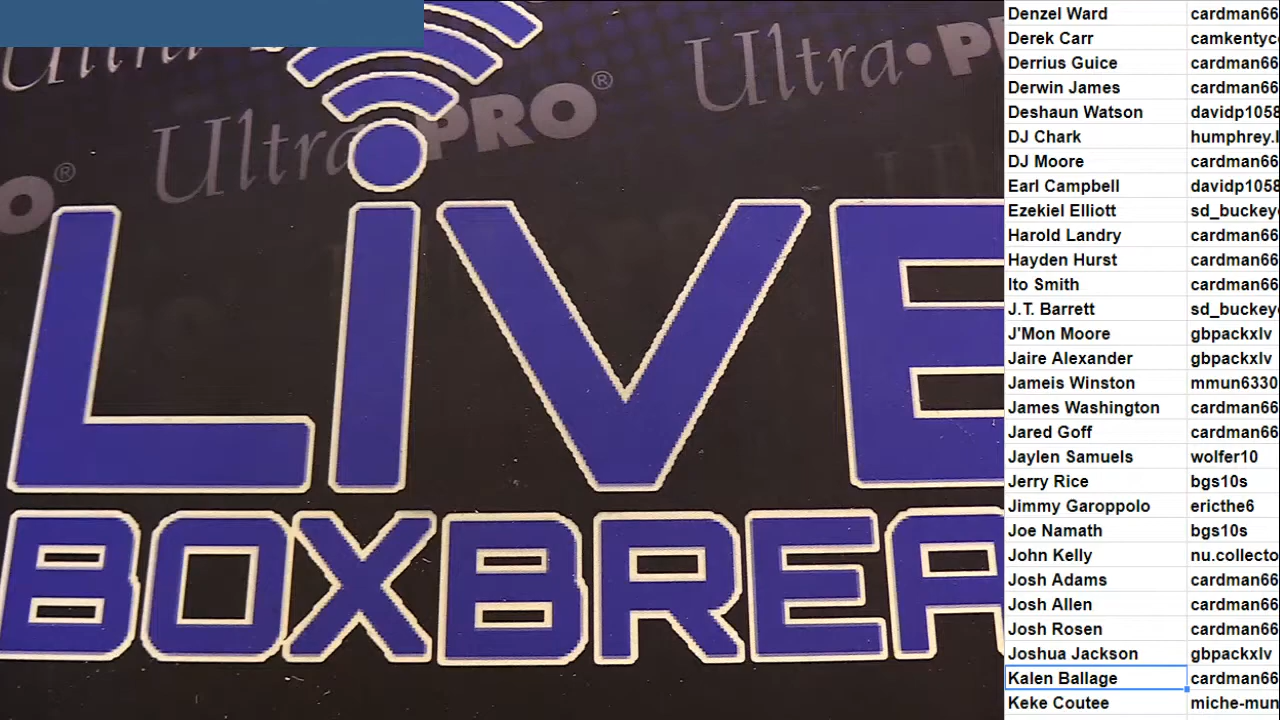 Ultra
Ultra•PRO®
Ultra•P
O®
LiVE
BOXBREA
Denzel Ward cardman66
Derek Carr camkentyc
Derrius Guice cardman66
Derwin James cardman66
Deshaun Watson davidp1058
DJ Chark humphrey.
DJ Moore cardman66
Earl Campbell davidp1058
Ezekiel Elliott sd_buckey
Harold Landry cardman66
Hayden Hurst cardman66
Ito Smith cardman66
J.T. Barrett sd_buckey
J'Mon Moore gbpackxlv
Jaire Alexander gbpackxlv
Jameis Winston mmun6330
James Washington cardman66
Jared Goff cardman66
Jaylen Samuels wolfer10
Jerry Rice bgs10s
Jimmy Garoppolo ericthe6
Joe Namath bgs10s
John Kelly nu.collecto
Josh Adams cardman66
Josh Allen cardman66
Josh Rosen cardman66
Joshua Jackson gbpackxlv
Kalen Ballage cardman66
Keke Coutee miche-mun